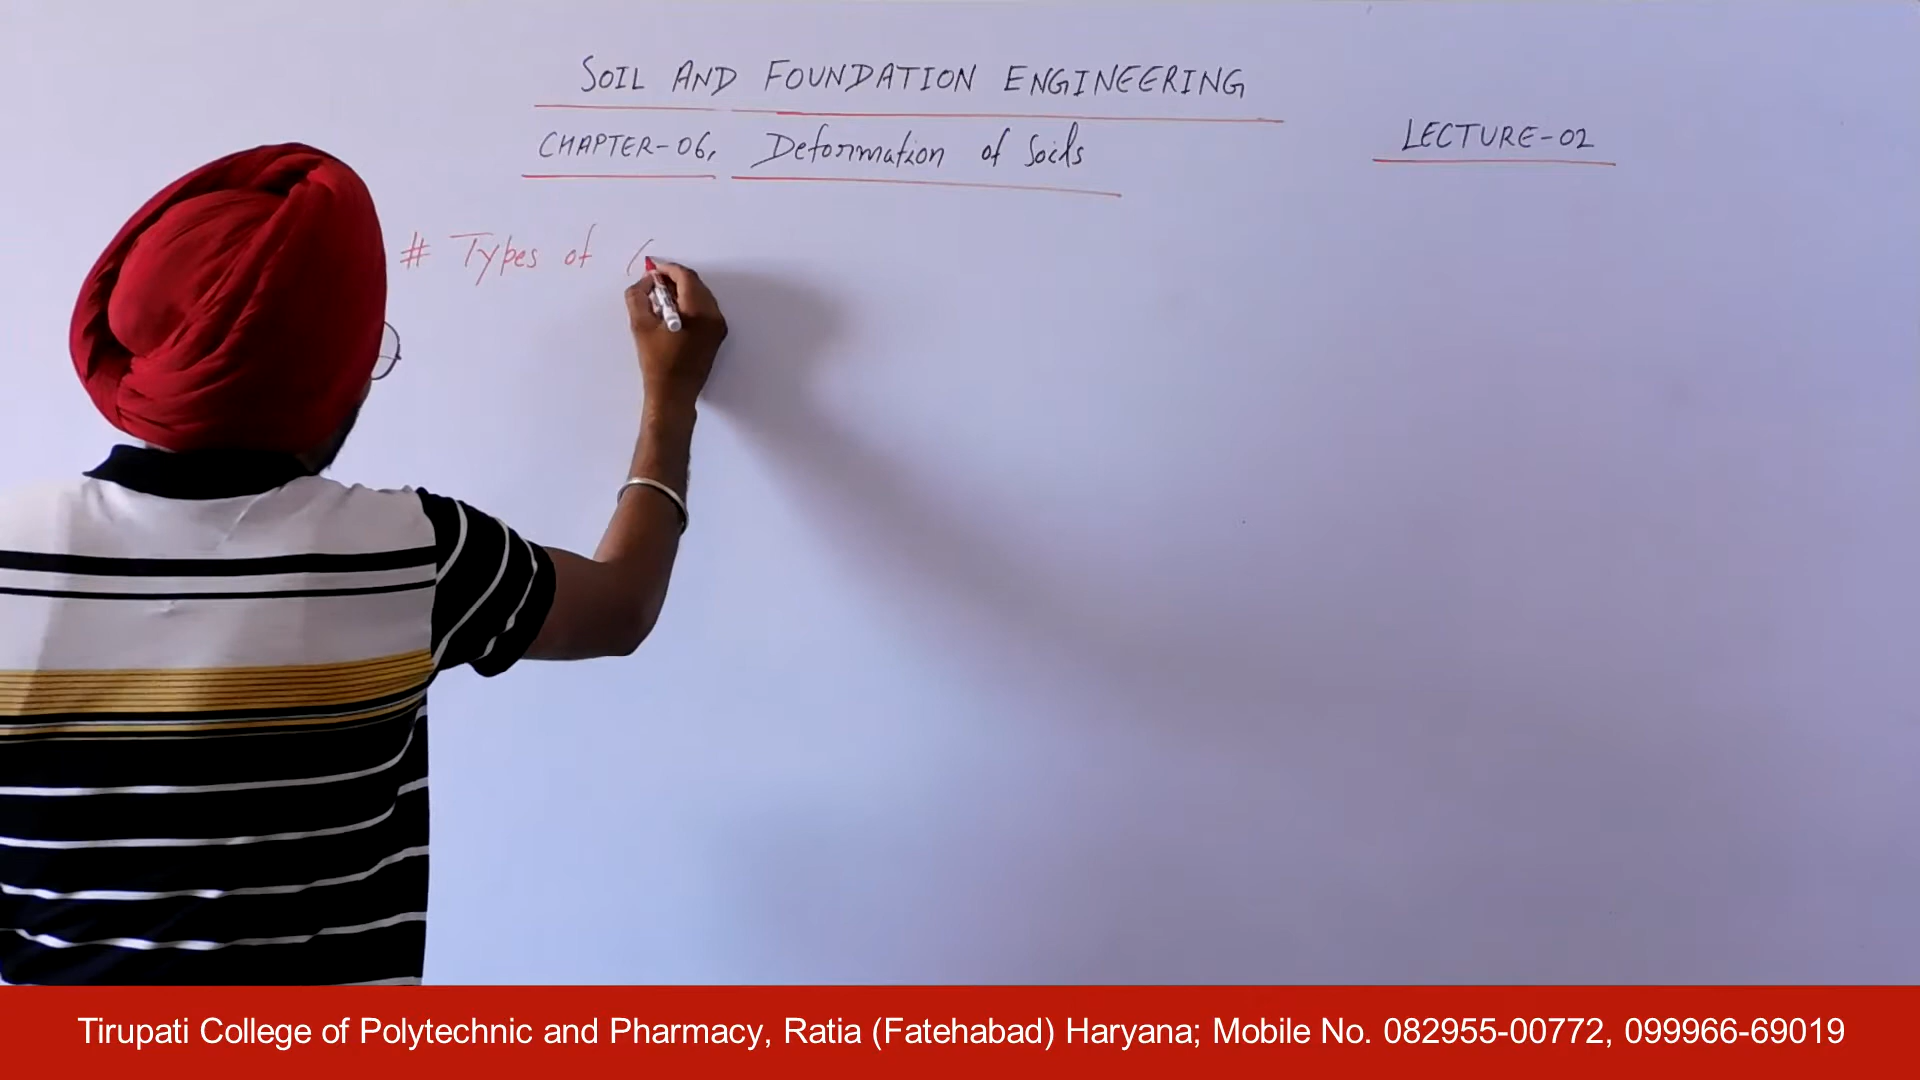 SOIL AND FOUNDATION ENGINEERING
CHAPTER-06, Deformation of Soils
LECTURE-02
# Types of
Tirupati College of Polytechnic and Pharmacy, Ratia (Fatehabad) Haryana; Mobile No. 082955-00772, 099966-69019